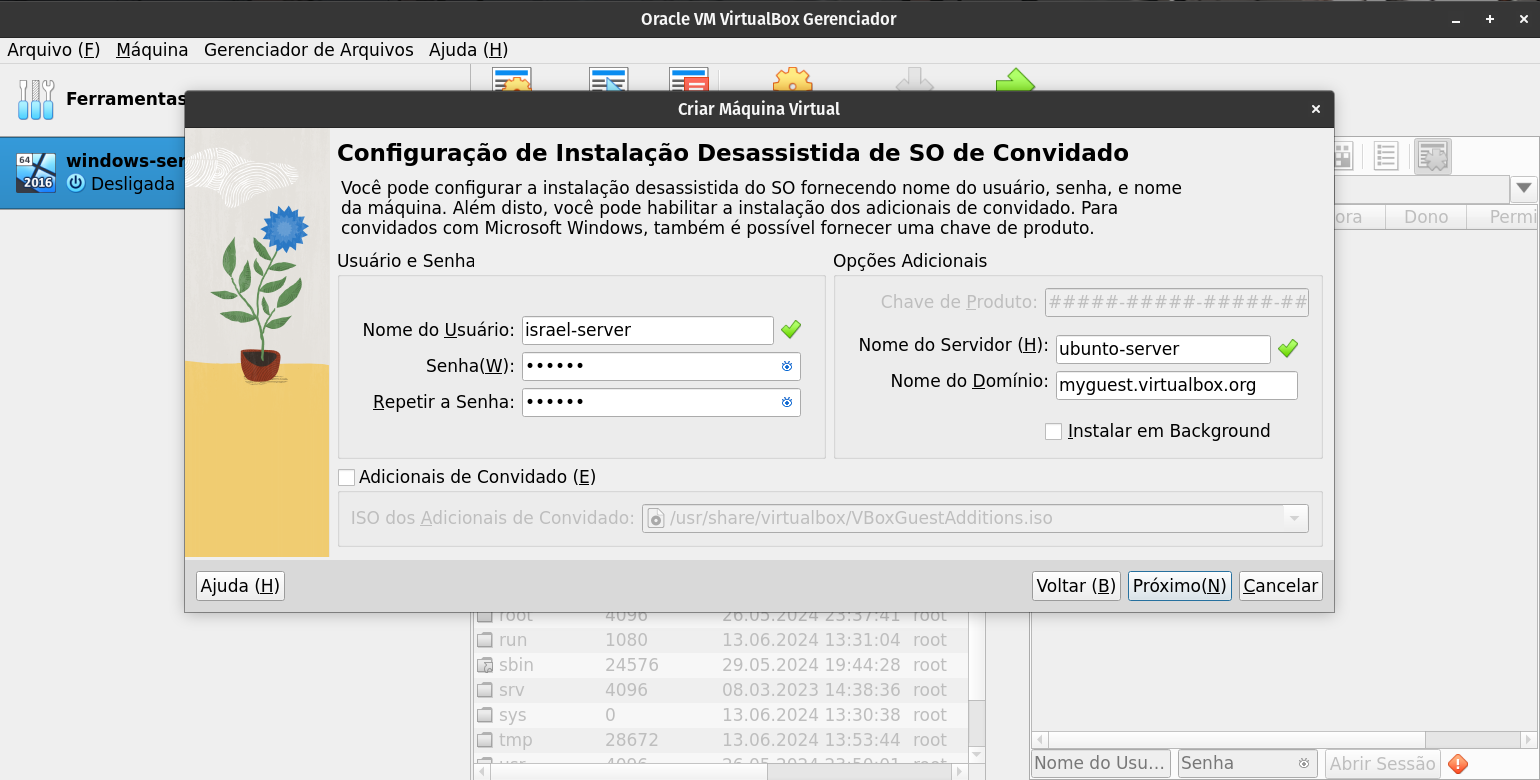 Oracle VM VirtualBox Gerenciador
Arquivo (F) Máquina Gerenciador de Arquivos Ajuda (H)
Ferramentas
Criar Máquina Virtual
64
2016
windows-ser
Desligada
Configuração de Instalação Desassistida de SO de Convidado
Você pode configurar a instalação desassistida do SO fornecendo nome do usuário, senha, e nome
da máquina. Além disto, você pode habilitar a instalação dos adicionais de convidado. Para
convidados com Microsoft Windows, também é possível fornecer uma chave de produto.
Usuário e Senha
Nome do Usuário: israel-server
Senha(W): ••••••
Repetir a Senha: ••••••
Opções Adicionais
Chave de Produto: #####-#####-#####-##
Nome do Servidor (H): ubunto-server
Nome do Domínio: myguest.virtualbox.org
Instalar em Background
Adicionais de Convidado (E)
ISO dos Adicionais de Convidado: /usr/share/virtualbox/VBoxGuestAdditions.iso
Ajuda (H) Voltar (B) Próximo(N) Cancelar
ora Dono Permi
root 4096 26.05.2024 23:37:41 root
run 1080 13.06.2024 13:31:04 root
sbin 24576 29.05.2024 19:44:28 root
srv 4096 08.03.2023 14:38:36 root
sys 0 13.06.2024 13:30:38 root
tmp 28672 13.06.2024 13:53:44 root
Nome do Usu... Senha Abrir Sessão